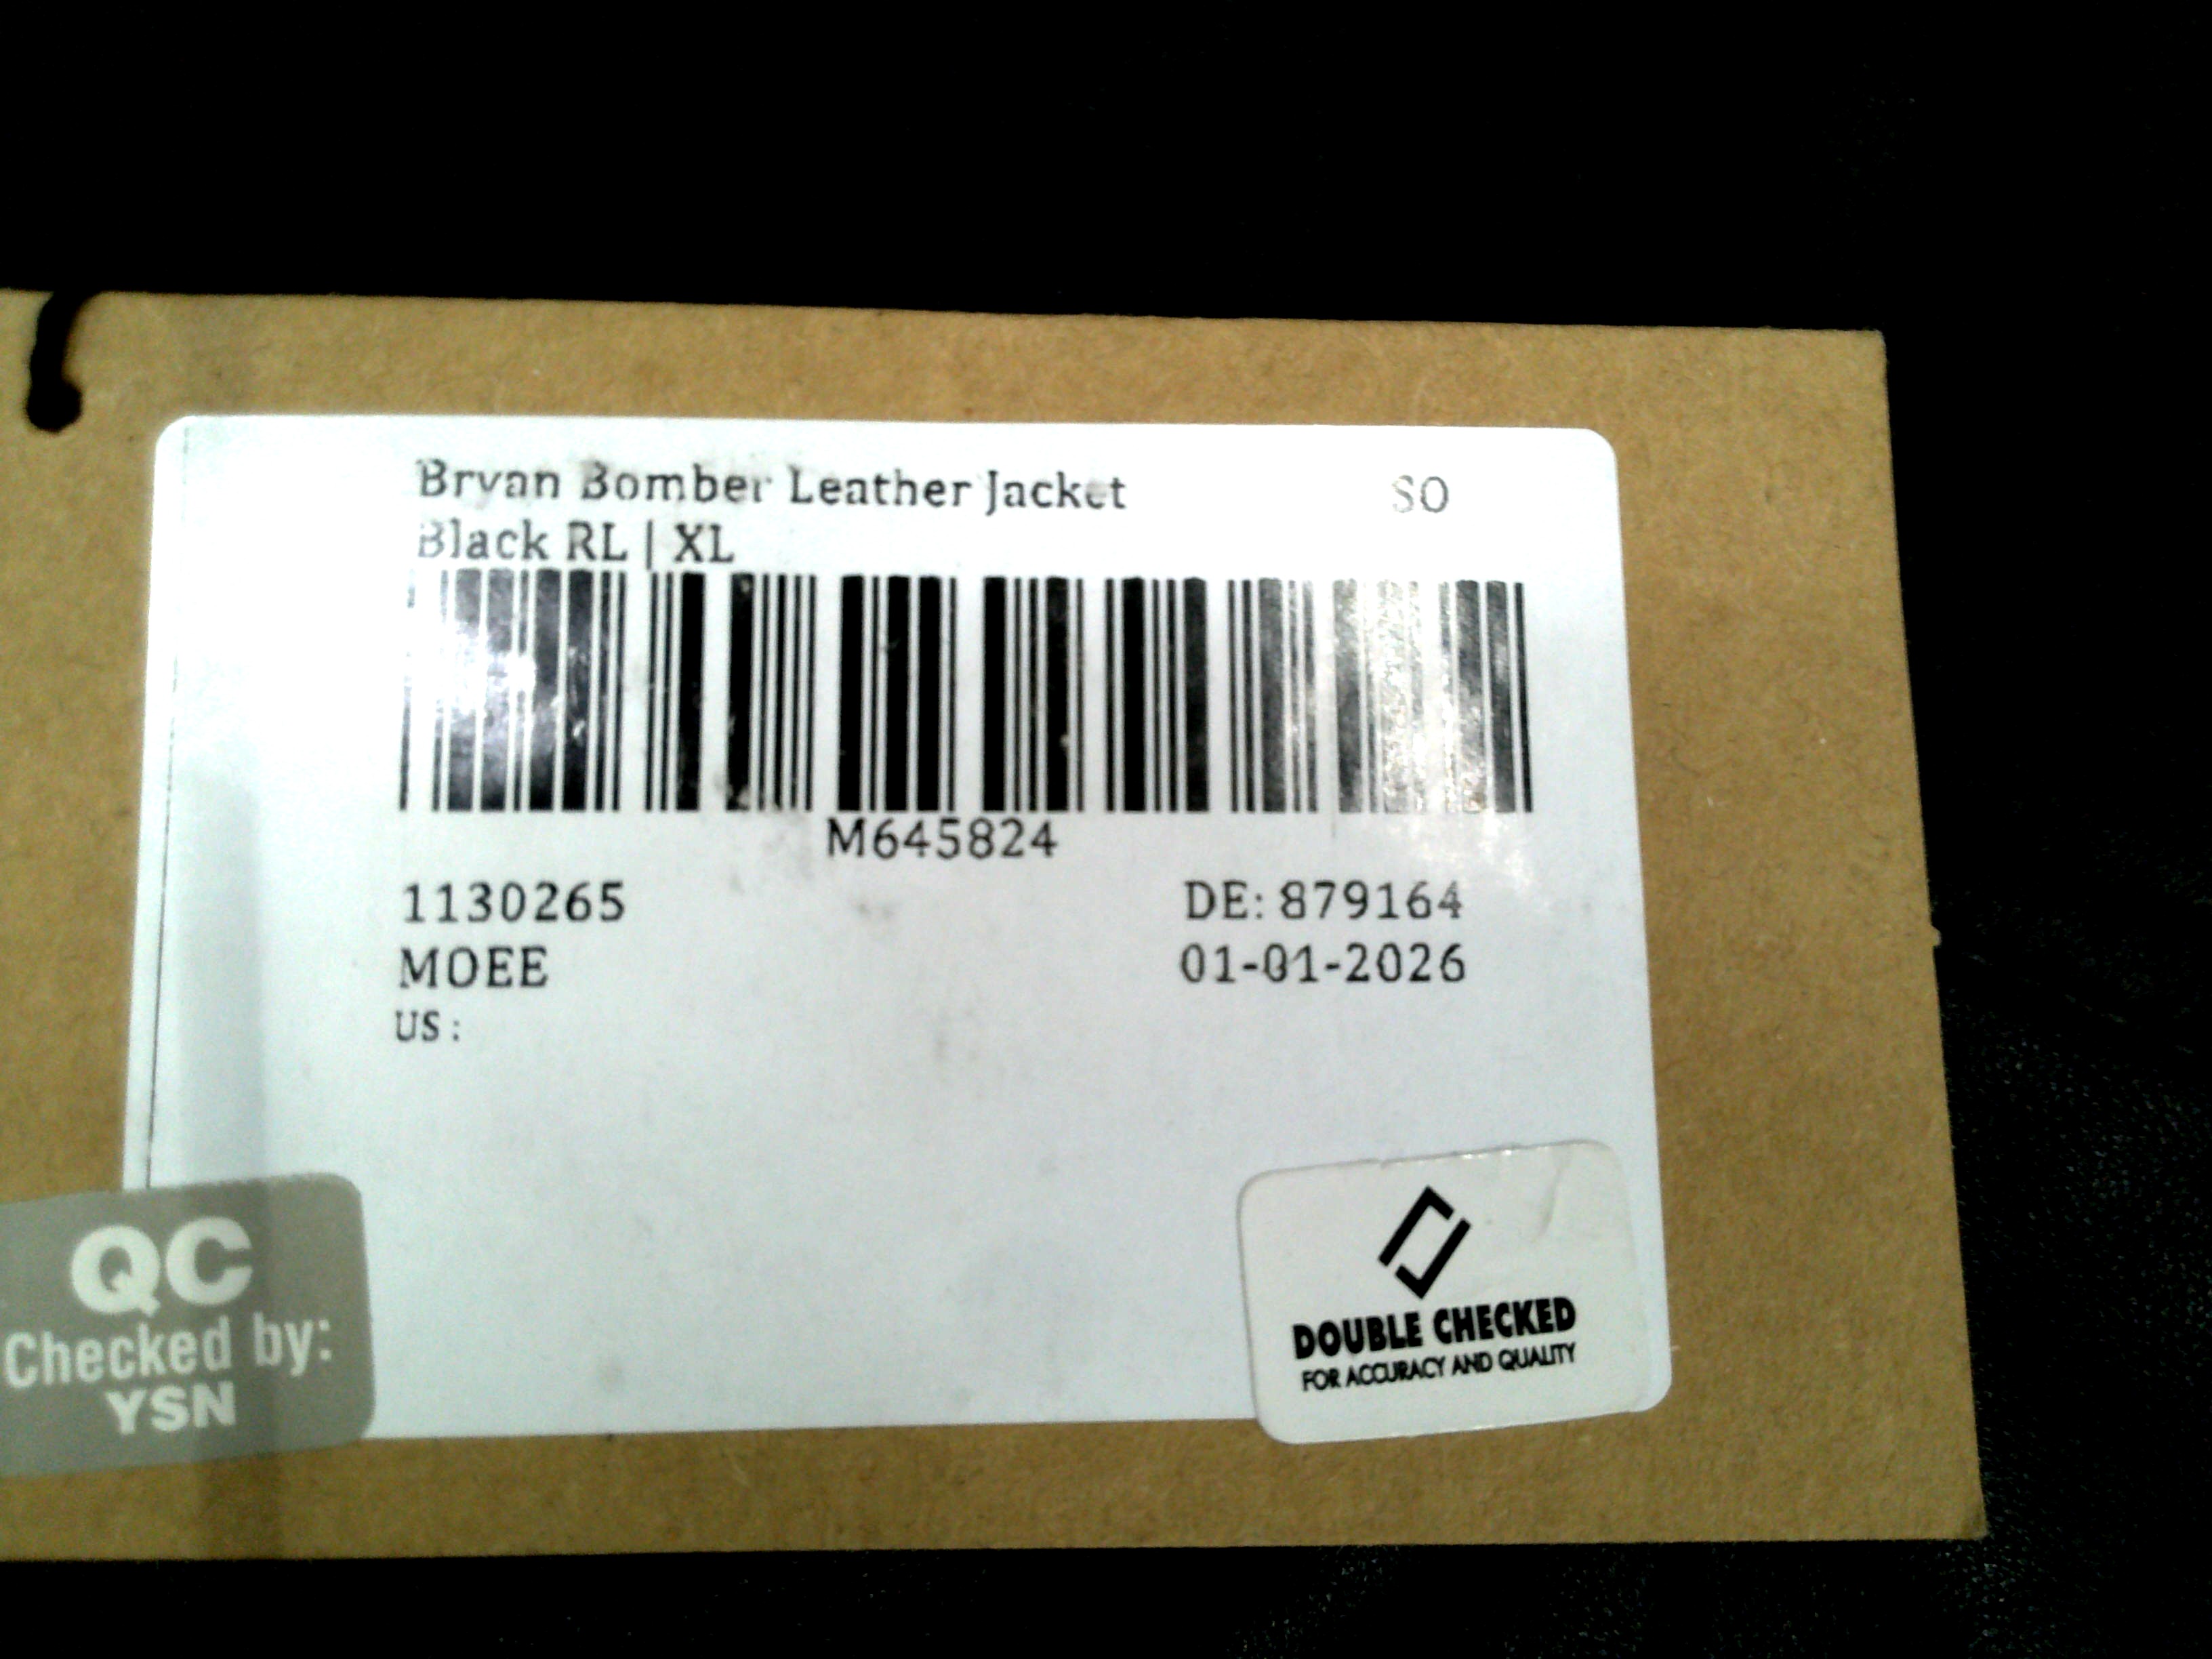 Bryan Bomber Leather Jacket SO
Black RL | XL
M645824
1130265 DE: 879164
MOEE 01-01-2026
US :
QC
Checked by:
YSN
DOUBLE CHECKED
FOR ACCURACY AND QUALITY